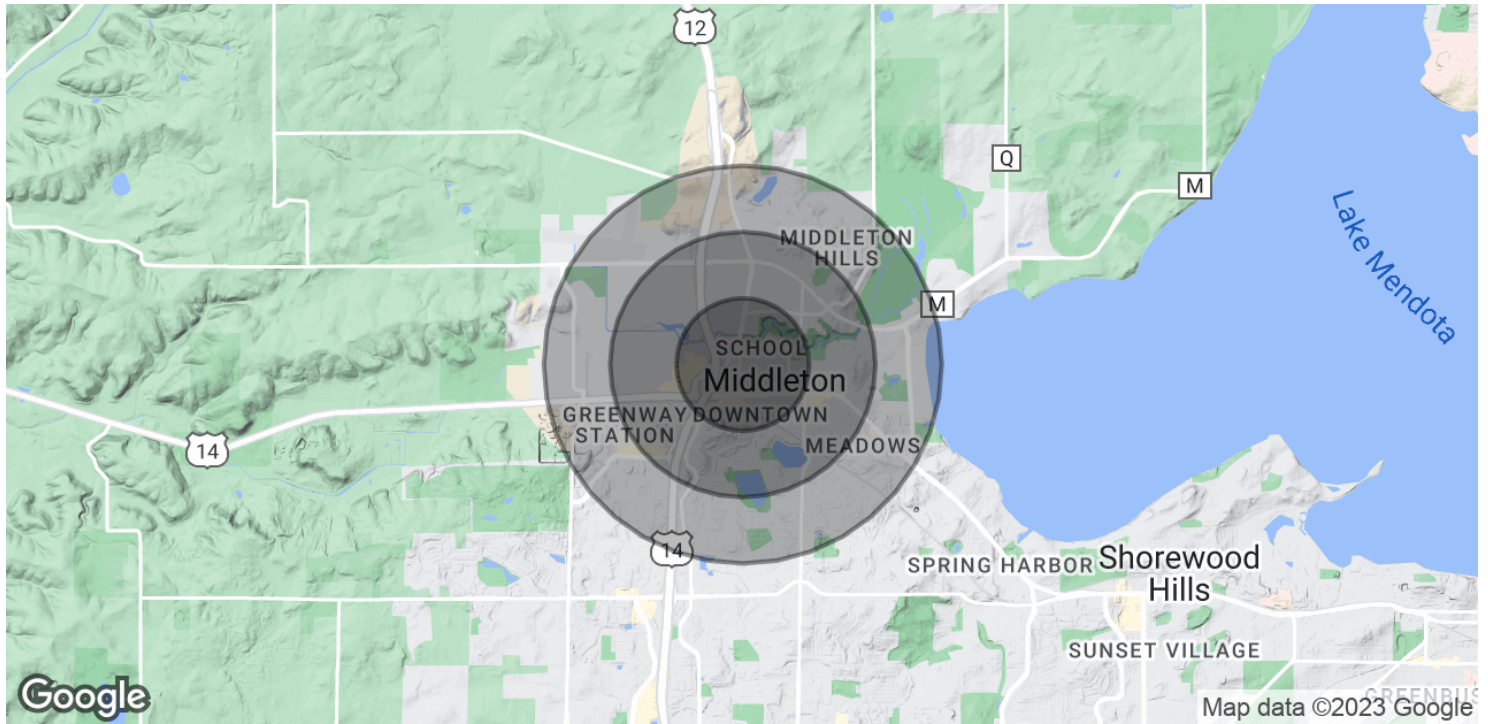 12
Q
M
Lake Mendota
MIDDLETON
HILLS
M
SCHOOL
Middleton
GREENWAY
STATION
DOWNTOWN
MEADOWS
14
14
SPRING HARBOR
Shorewood
Hills
SUNSET VILLAGE
GREENBUS
Google
Map data ©2023 Google